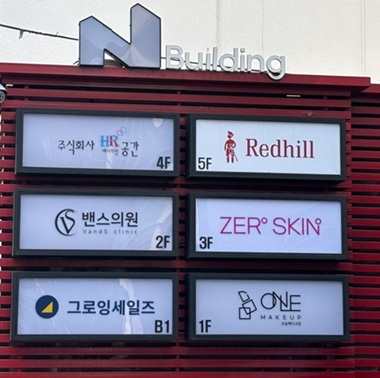 N Building
주식회사 HR 공간
4F
Redhill
5F
밴스의원
VandS clinic
2F
ZERO SKIN
3F
그로잉세일즈
B1
ONNE
MAKEUP
1F